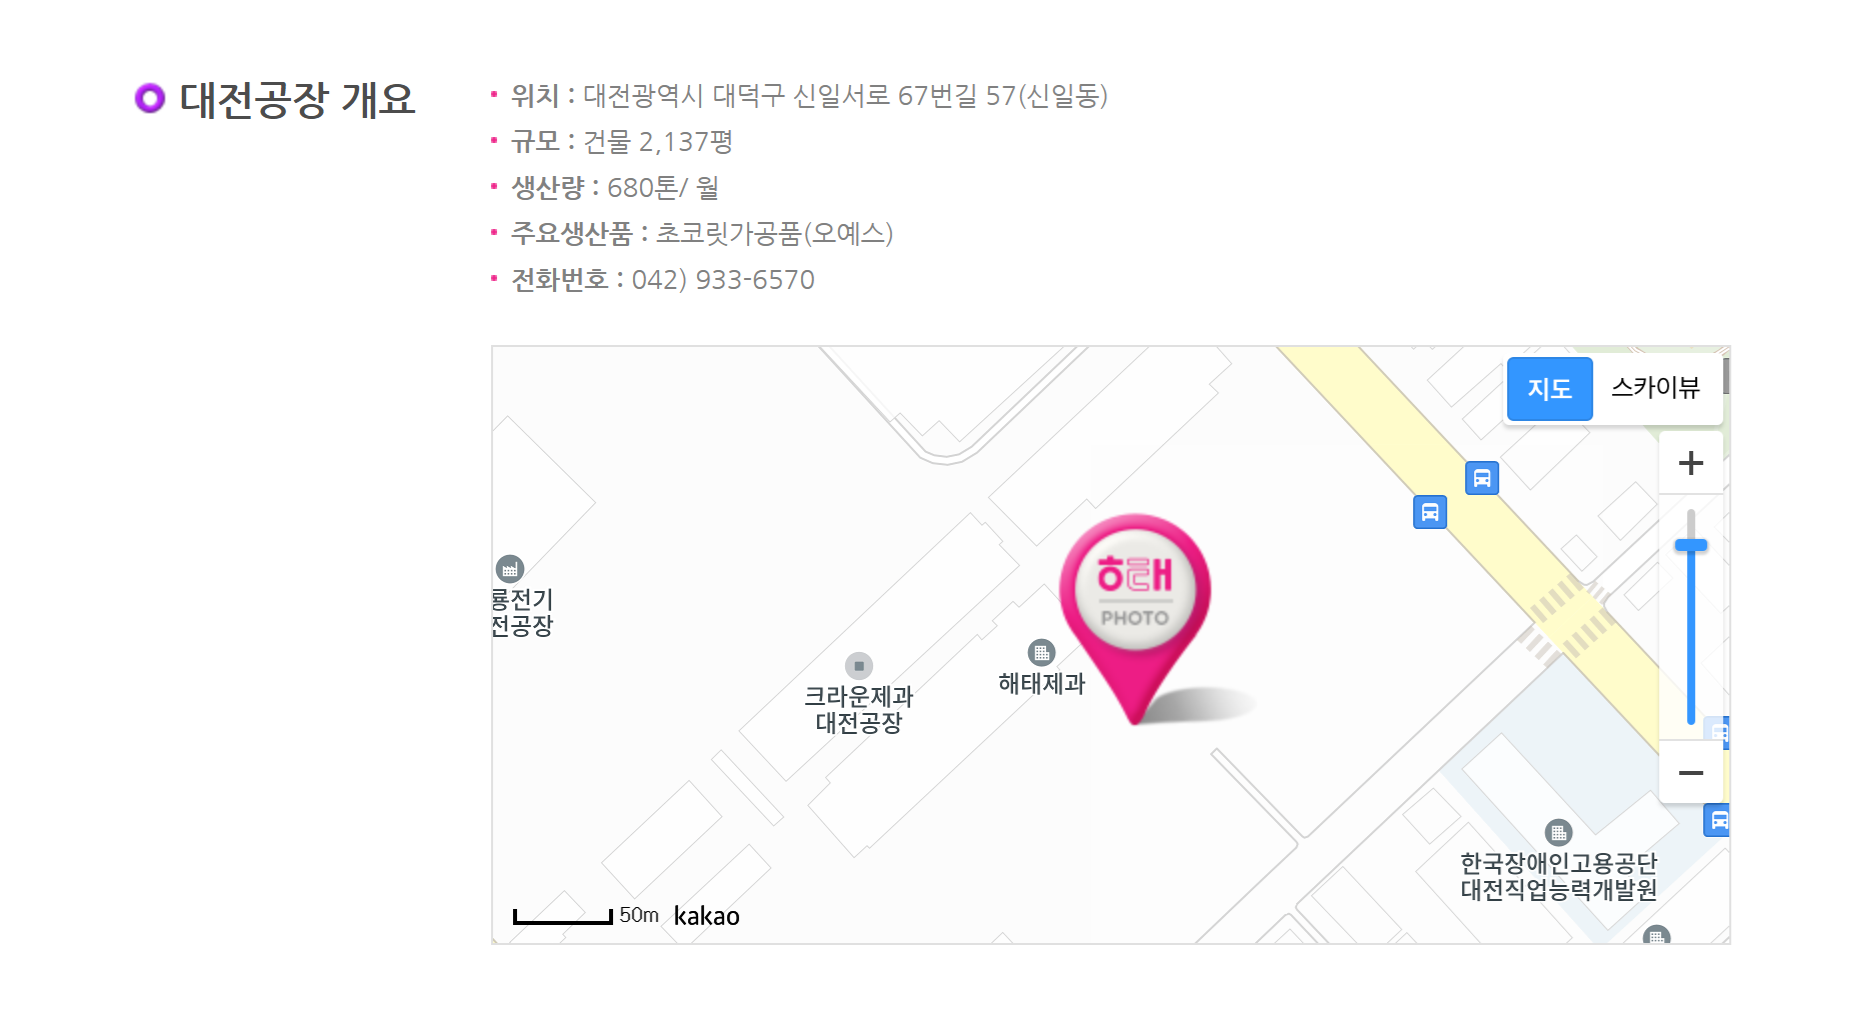 대전공장 개요
위치 : 대전광역시 대덕구 신일서로 67번길 57(신일동)
규모 : 건물 2,137평
생산량 : 680톤/ 월
주요생산품 : 초코릿가공품(오예스)
전화번호 : 042) 933-6570
지도
스카이뷰
+
해태
PHOTO
룡전기
전공장
크라운제과
대전공장
해태제과
−
한국장애인고용공단
대전직업능력개발원
50m
kakao